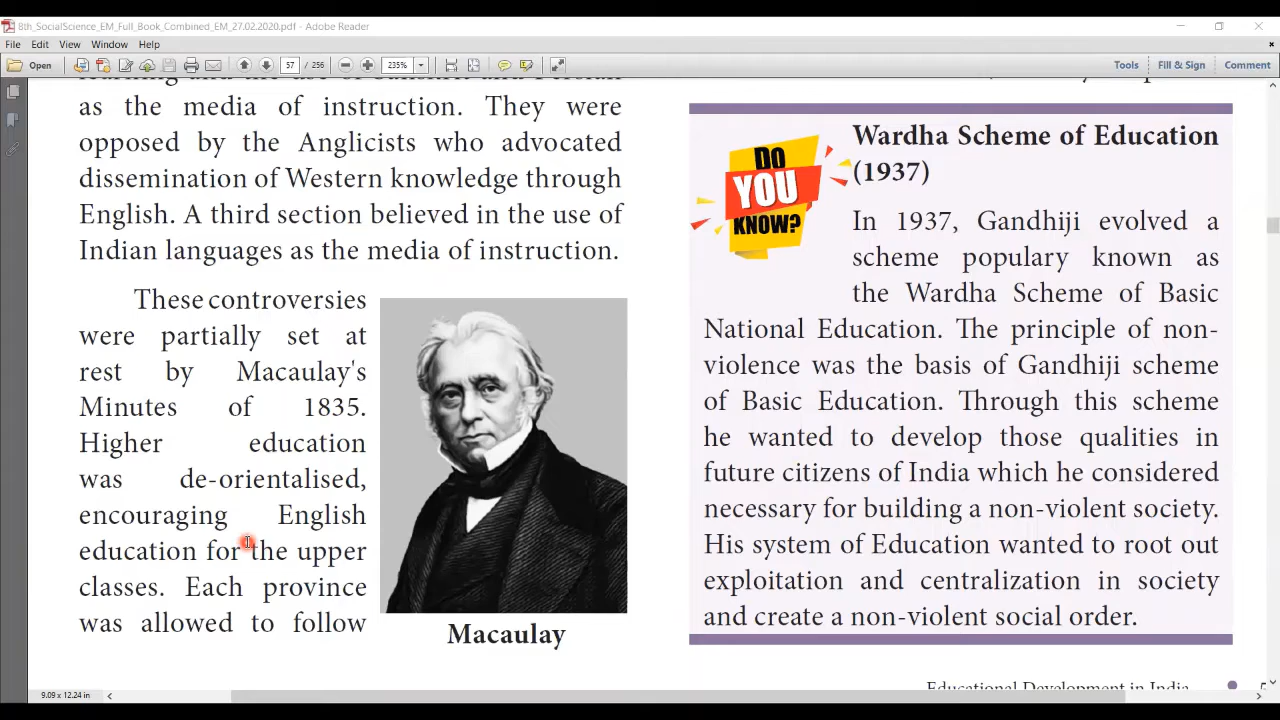 8th_SocialScience_EM_Full_Book_Combined_EM_27.02.2020.pdf - Adobe Reader
File Edit View Window Help
Open 57 / 256 235% Tools Fill & Sign Comment
as the media of instruction. They were
opposed by the Anglicists who advocated
dissemination of Western knowledge through
English. A third section believed in the use of
Indian languages as the media of instruction.
These controversies
were partially set at
rest by Macaulay's
Minutes of 1835.
Higher education
was de-orientalised,
encouraging English
education for the upper
classes. Each province
was allowed to follow
Macaulay
DO
YOU
KNOW?
Wardha Scheme of Education
(1937)
In 1937, Gandhiji evolved a
scheme populary known as
the Wardha Scheme of Basic
National Education. The principle of non-
violence was the basis of Gandhiji scheme
of Basic Education. Through this scheme
he wanted to develop those qualities in
future citizens of India which he considered
necessary for building a non-violent society.
His system of Education wanted to root out
exploitation and centralization in society
and create a non-violent social order.
Educational Development in India
9.09 x 12.24 in